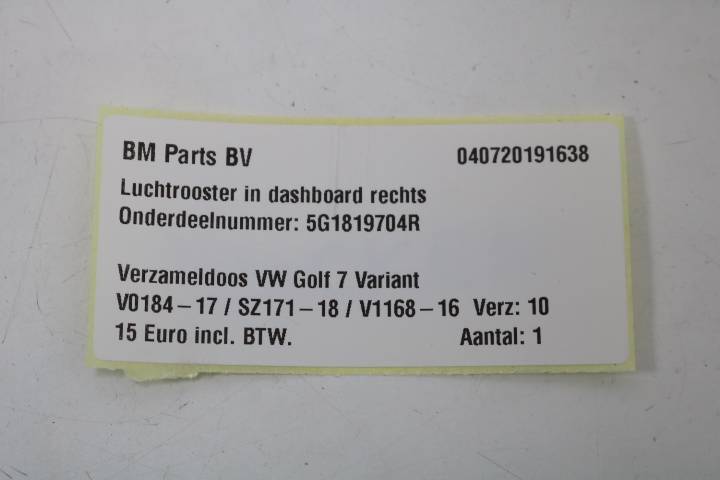 BM Parts BV 040720191638
Luchtrooster in dashboard rechts
Onderdeelnummer: 5G1819704R
Verzameldoos VW Golf 7 Variant
V0184-17 / SZ171-18 / V1168-16 Verz: 10
15 Euro incl. BTW. Aantal: 1